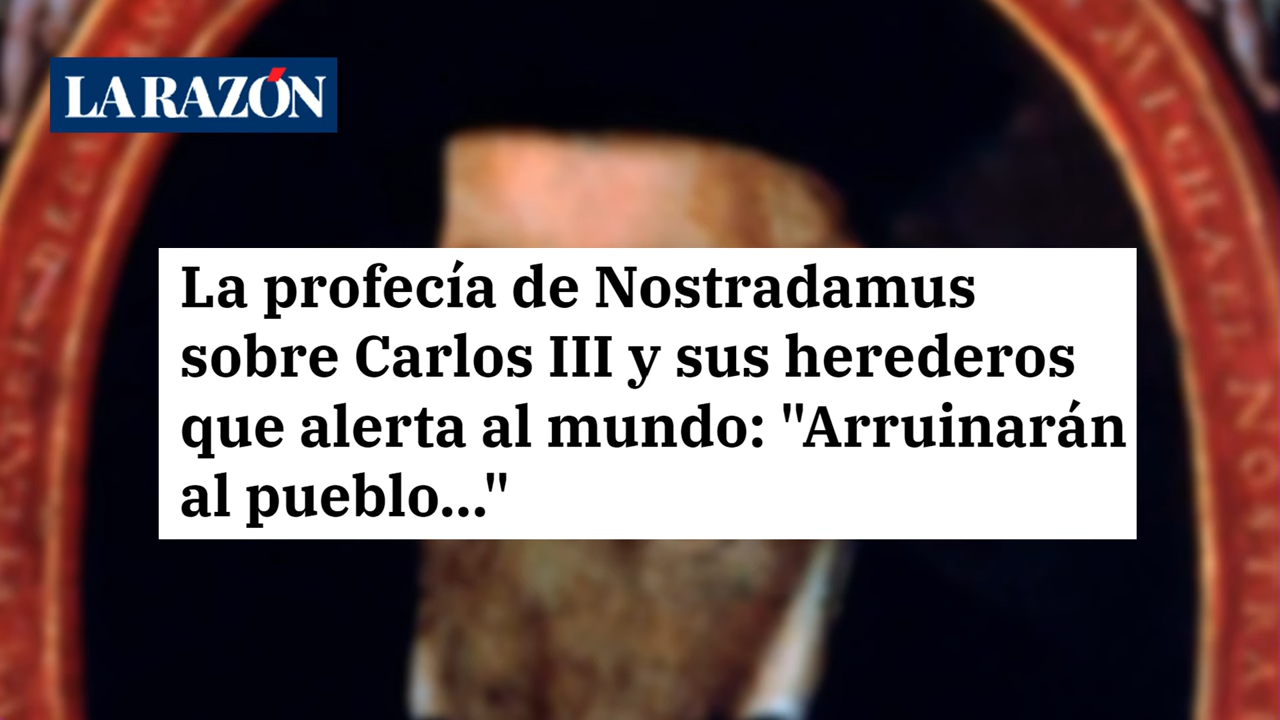 LA RAZÓN
La profecía de Nostradamus
sobre Carlos III y sus herederos
que alerta al mundo: "Arruinarán
al pueblo..."